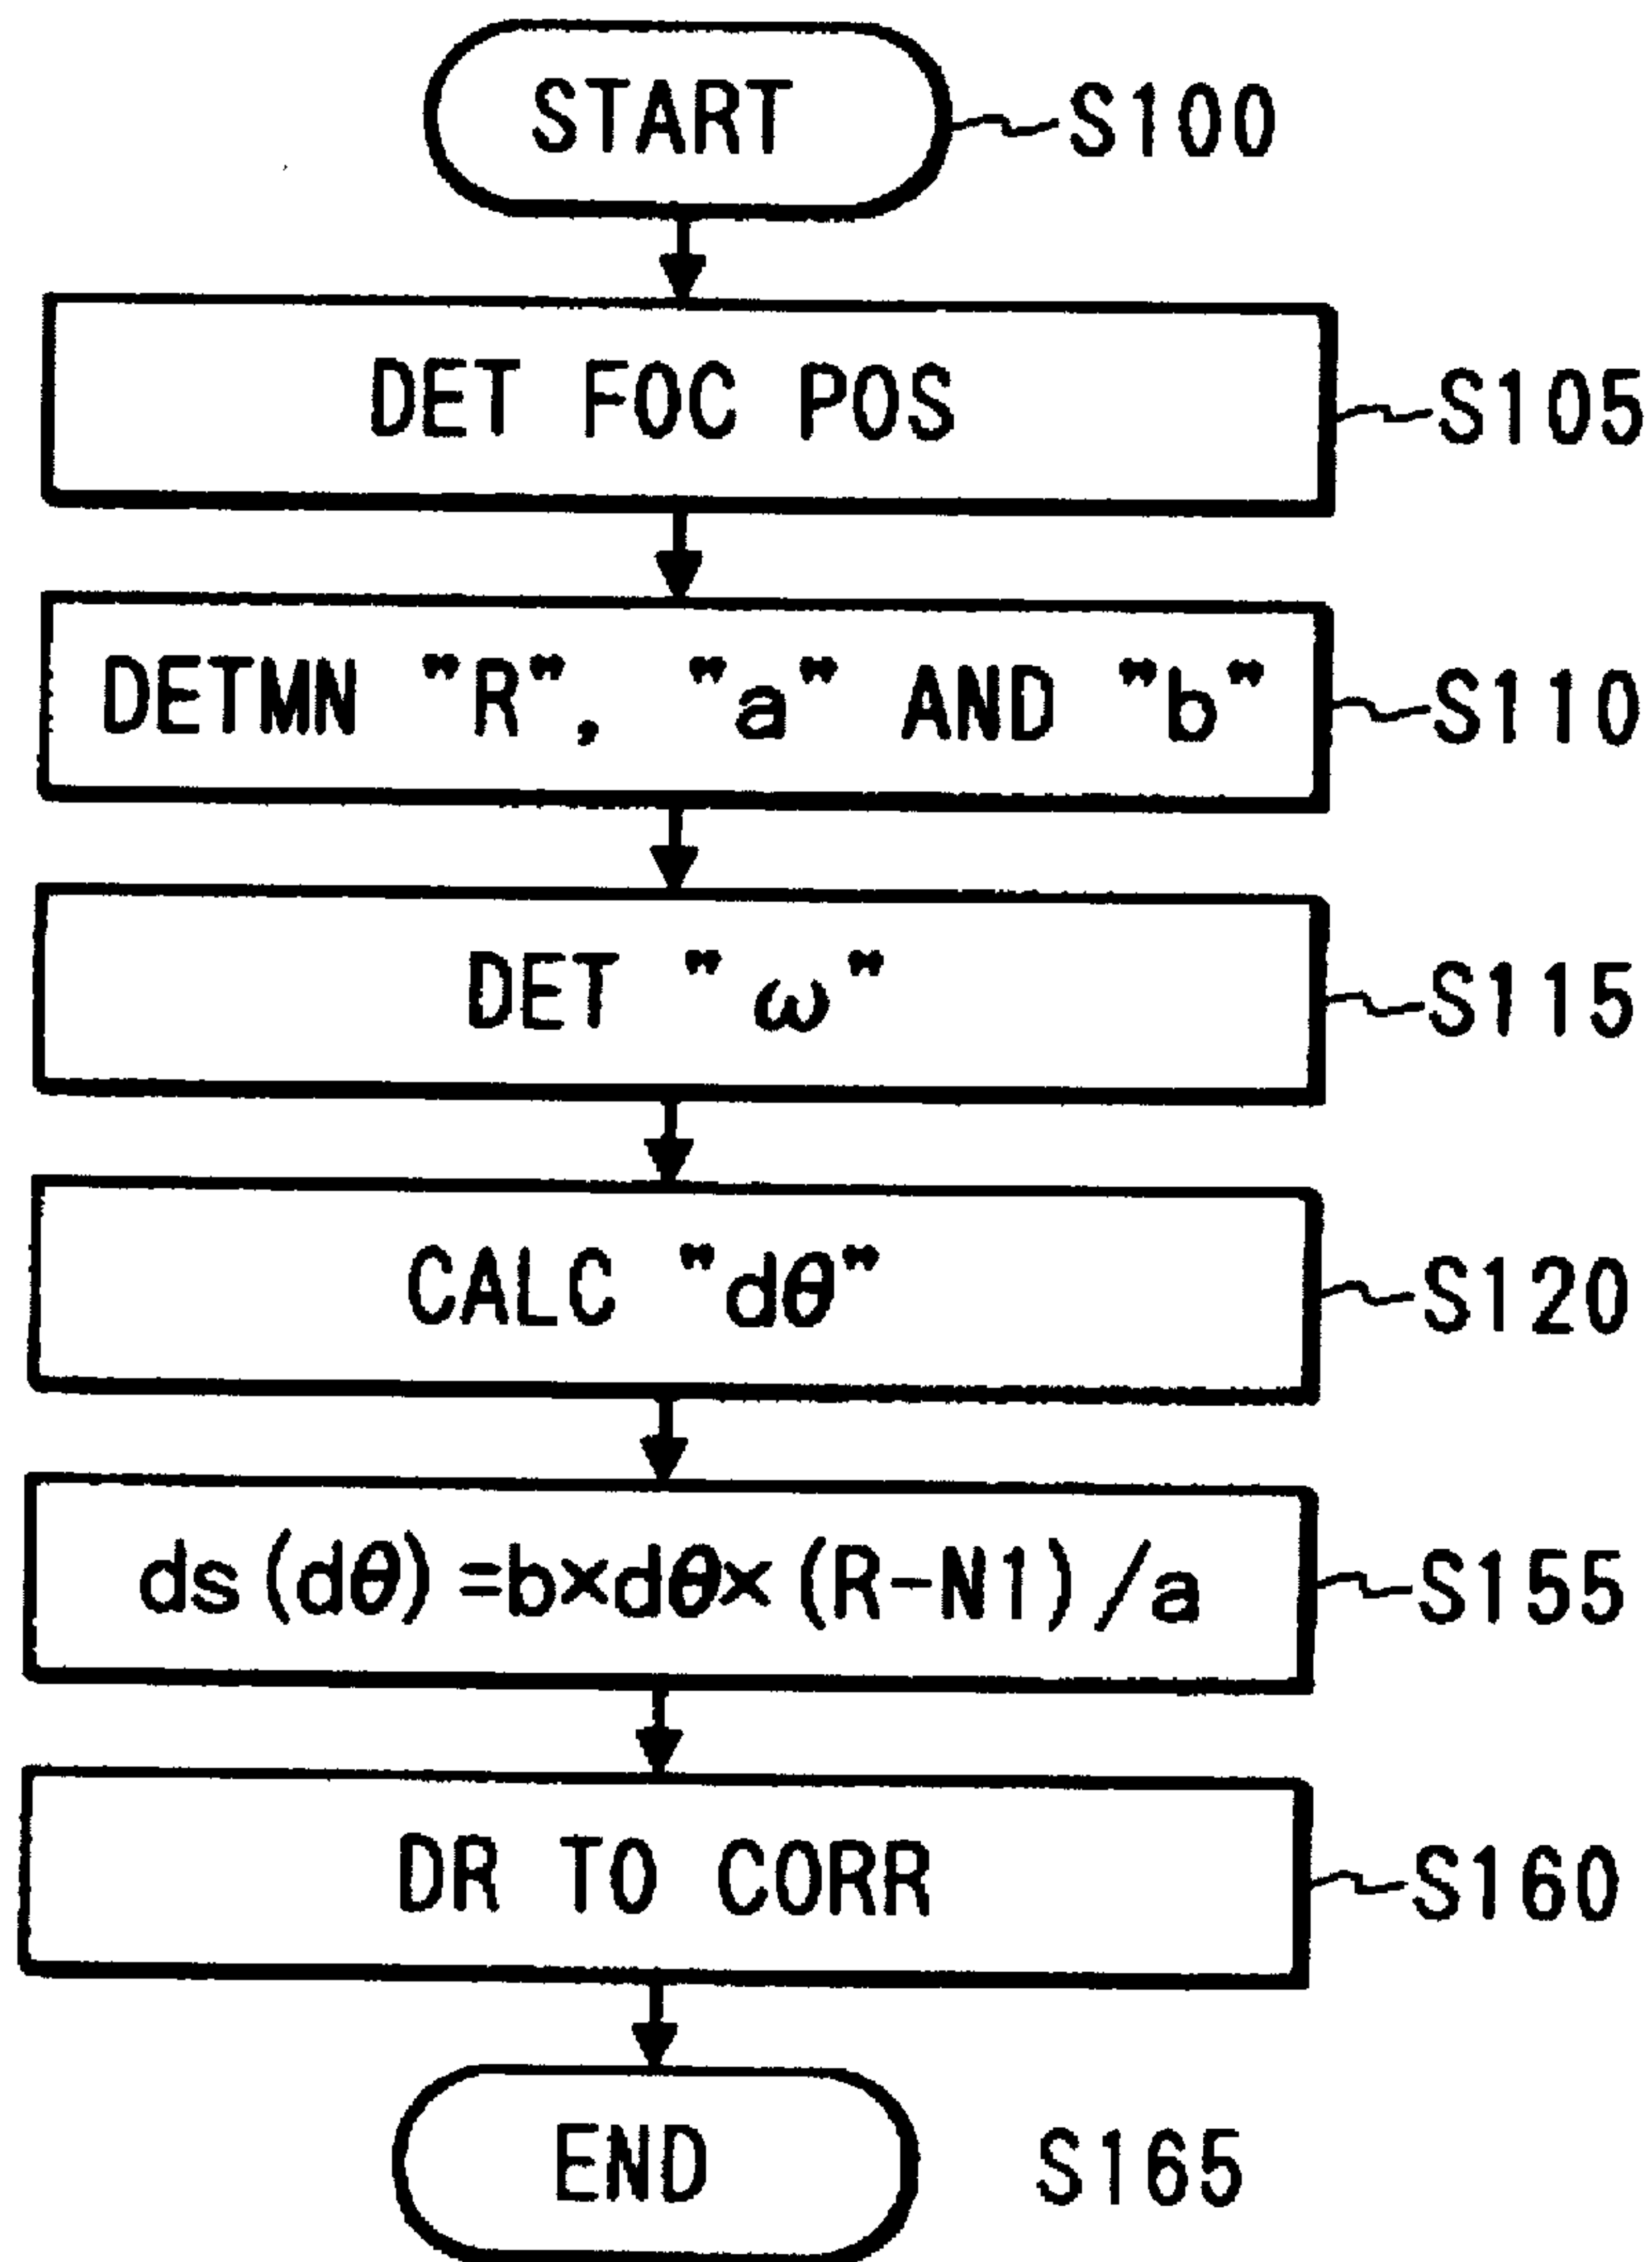 START S100
DET FOC POS S105
DETMN "R", "a" AND "b" S110
DET "ω" S115
CALC "dθ" S120
ds(dθ)=b×dθ×(R-N1)/a S155
DR TO CORR S160
END S165